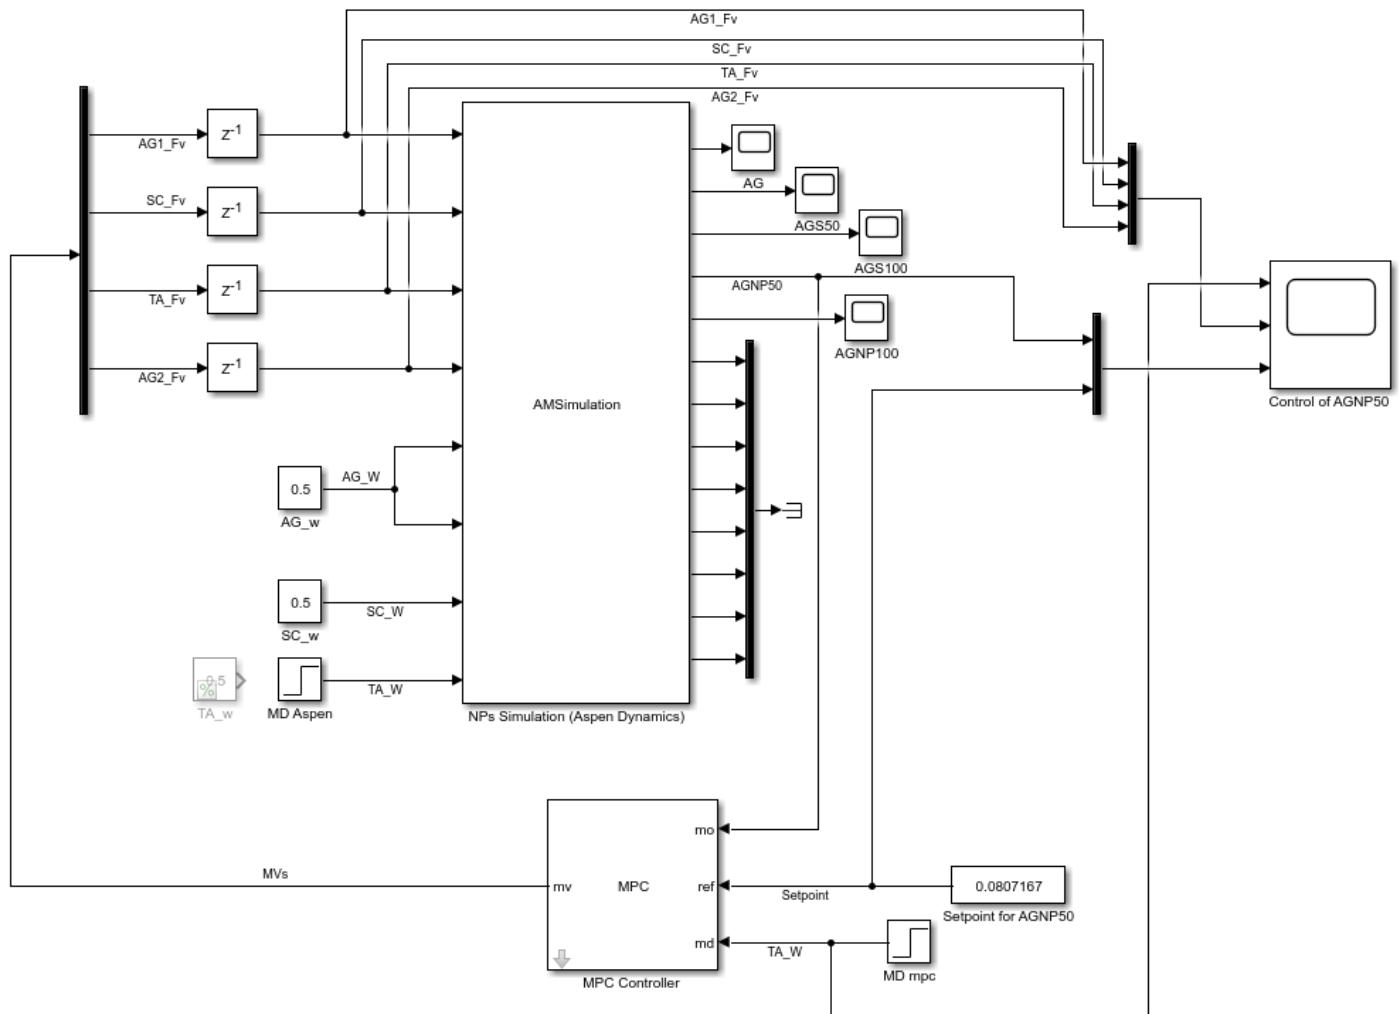 AG1_Fv
SC_Fv
TA_Fv
AG2_Fv
AG1_Fv
z-1
SC_Fv
z-1
TA_Fv
z-1
AG2_Fv
z-1
AG
AGS50
AGS100
AGNP50
AGNP100
AMSimulation
Control of AGNP50
0.5
AG_W
AG_w
0.5
SC_W
SC_w
0.5
TA_w
MD Aspen
TA_W
NPs Simulation (Aspen Dynamics)
MVs
mv
MPC
mo
ref
md
MPC Controller
Setpoint
0.0807167
Setpoint for AGNP50
TA_W
MD mpc